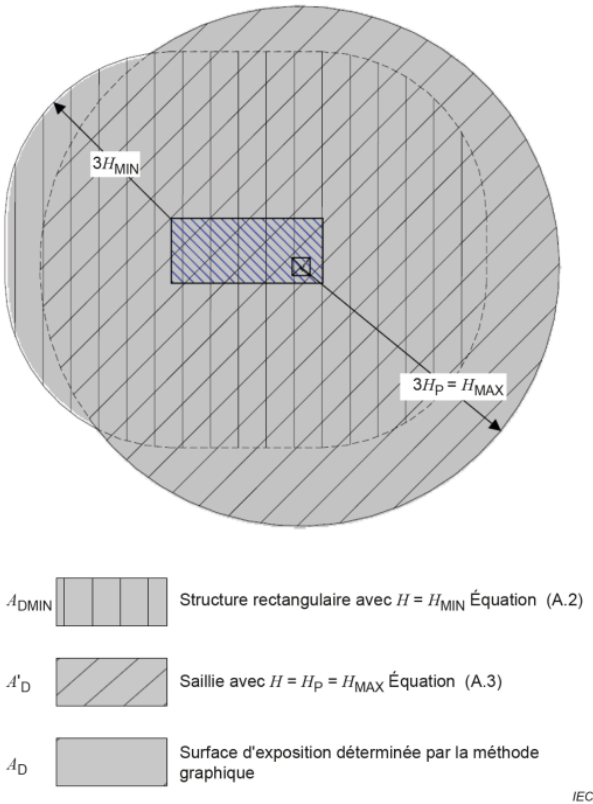 3HMIN
3HP = HMAX
ADMIN Structure rectangulaire avec H = HMIN Équation (A.2)
A'D Saillie avec H = HP = HMAX Équation (A.3)
AD Surface d'exposition déterminée par la méthode
graphique
IEC